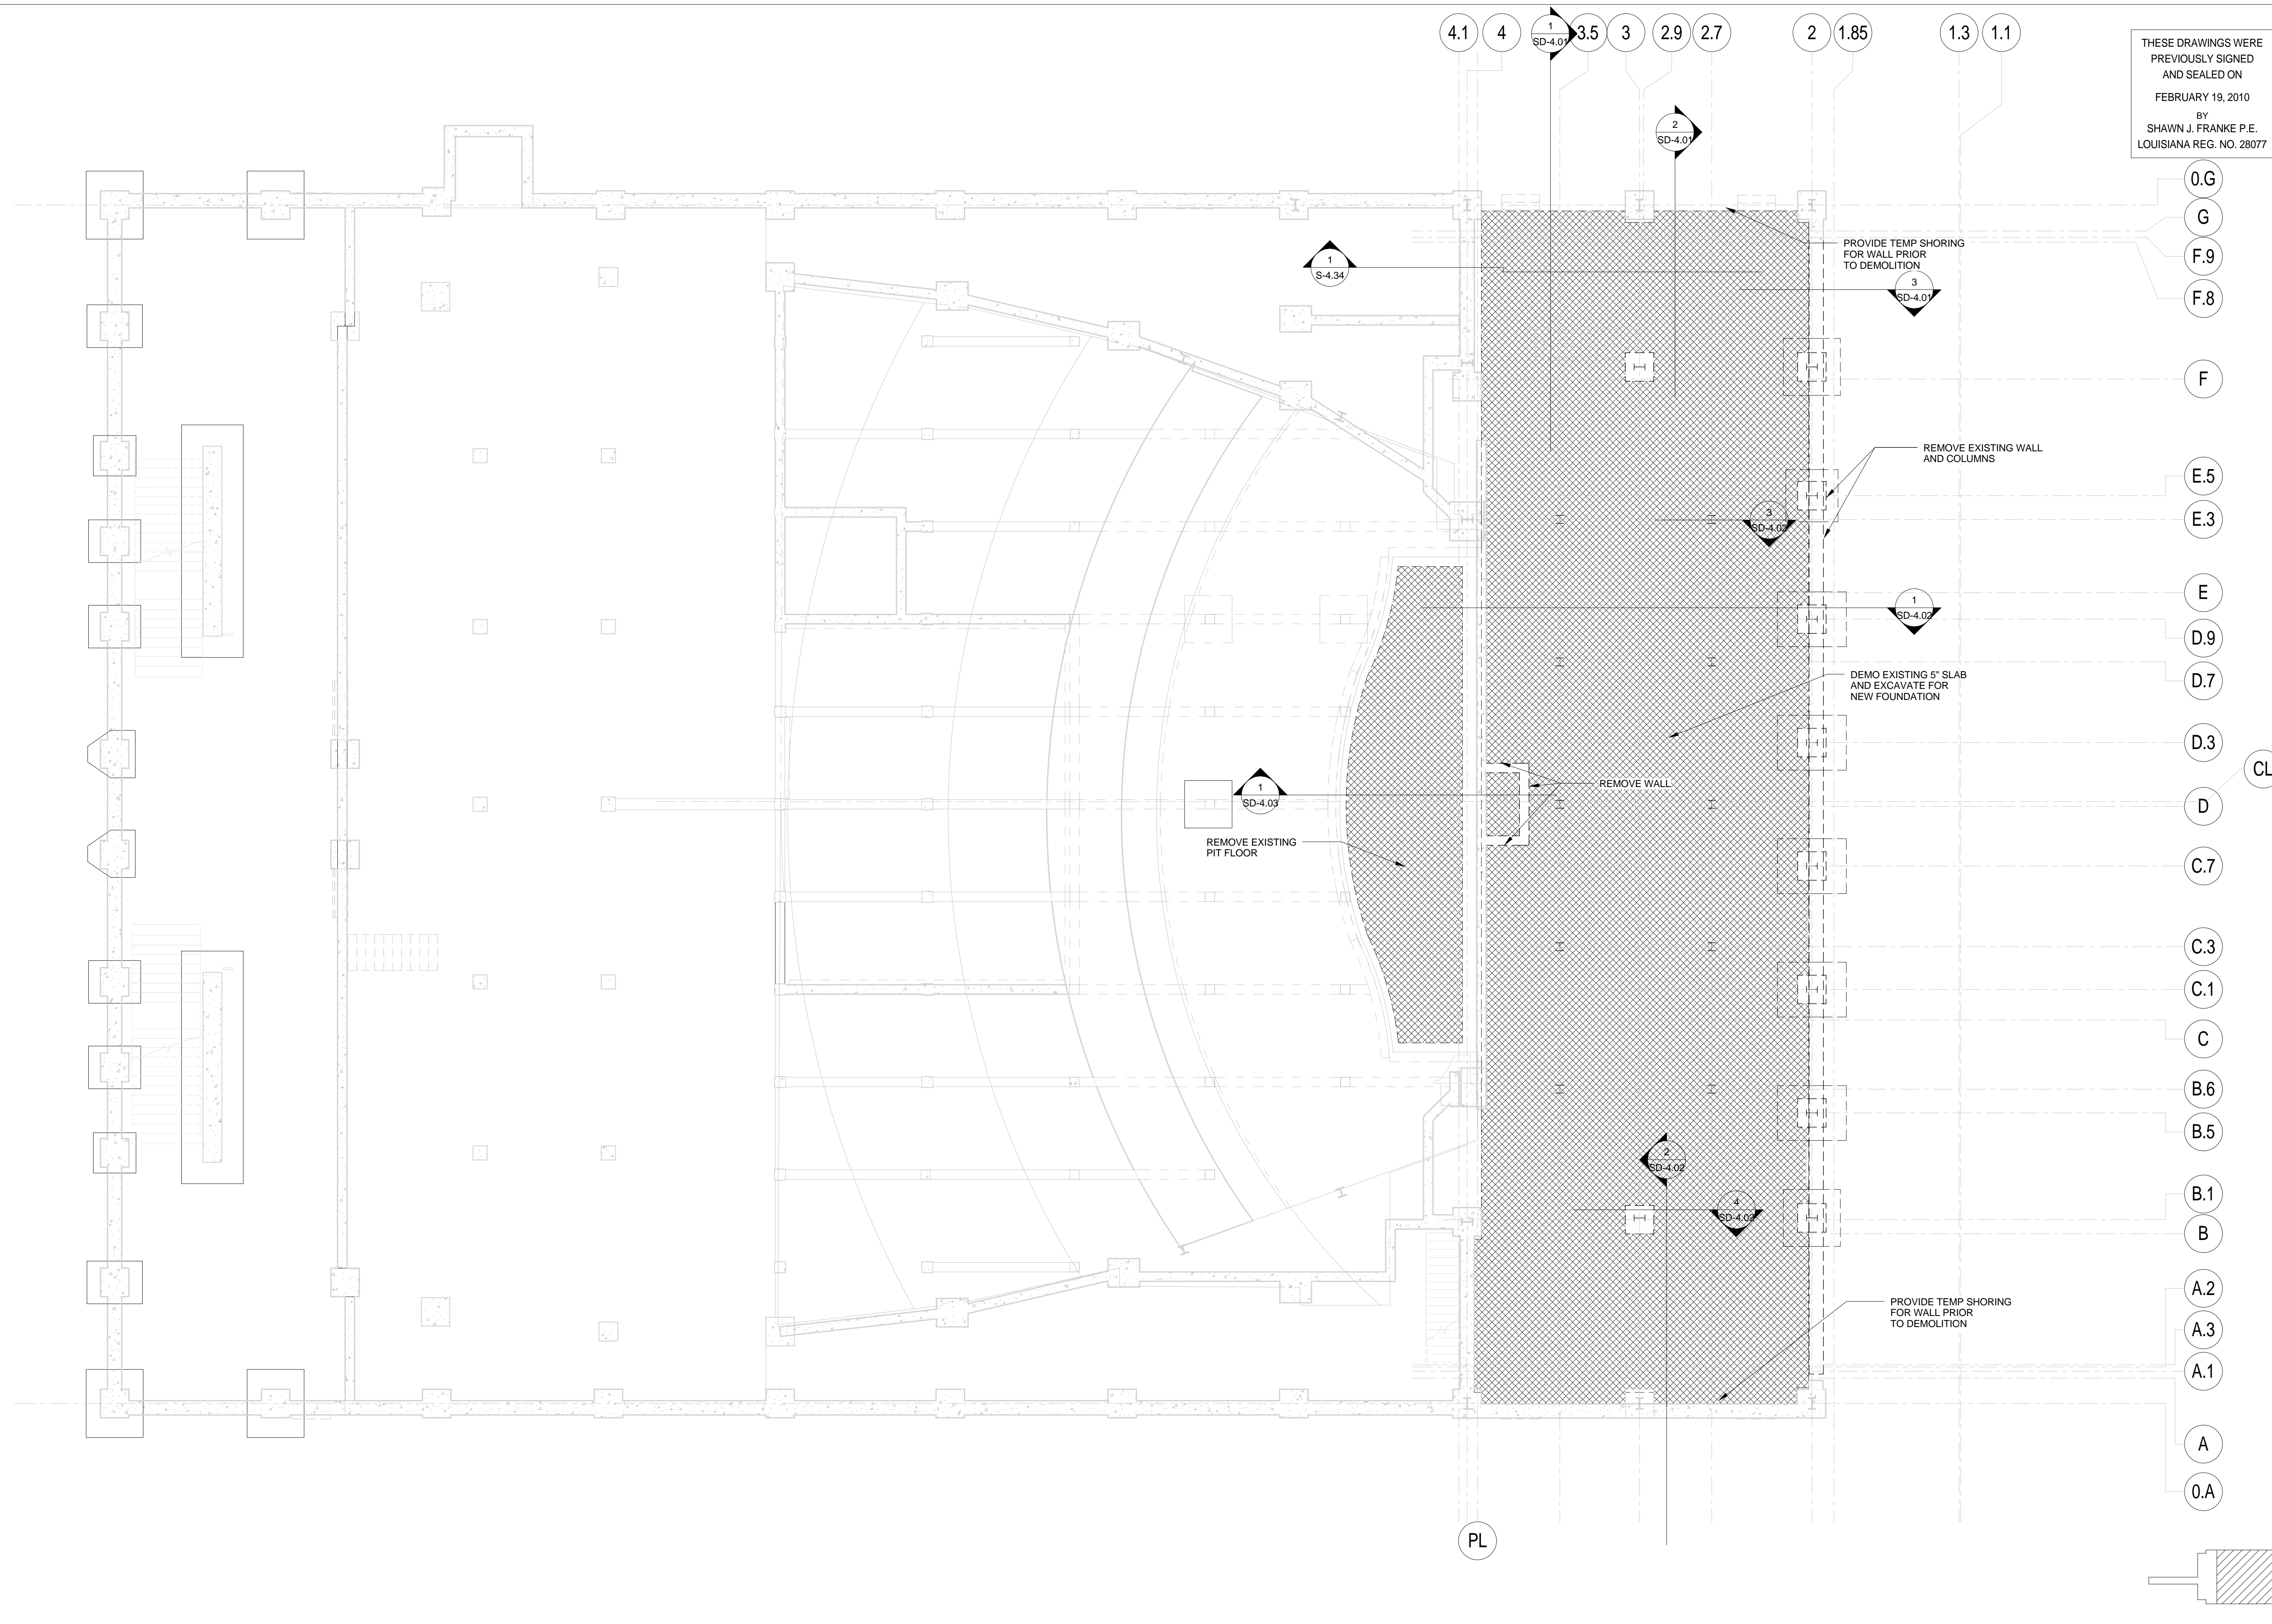 4.1
4
1
SD-4.01
3.5
3
2.9
2.7
2
1.85
1.3
1.1
THESE DRAWINGS WERE
PREVIOUSLY SIGNED
AND SEALED ON
FEBRUARY 19, 2010
BY
SHAWN J. FRANKE P.E.
LOUISIANA REG. NO. 28077
2
SD-4.01
0.G
G
PROVIDE TEMP SHORING
FOR WALL PRIOR
TO DEMOLITION
F.9
1
S-4.34
3
SD-4.01
F.8
F
REMOVE EXISTING WALL
AND COLUMNS
E.5
3
SD-4.02
E.3
E
1
SD-4.02
D.9
DEMO EXISTING 5" SLAB
AND EXCAVATE FOR
NEW FOUNDATION
D.7
D.3
CL
REMOVE WALL
1
SD-4.03
D
REMOVE EXISTING
PIT FLOOR
C.7
C.3
C.1
C
B.6
B.5
2
SD-4.02
B.1
4
SD-4.02
B
A.2
PROVIDE TEMP SHORING
FOR WALL PRIOR
TO DEMOLITION
A.3
A.1
A
0.A
PL